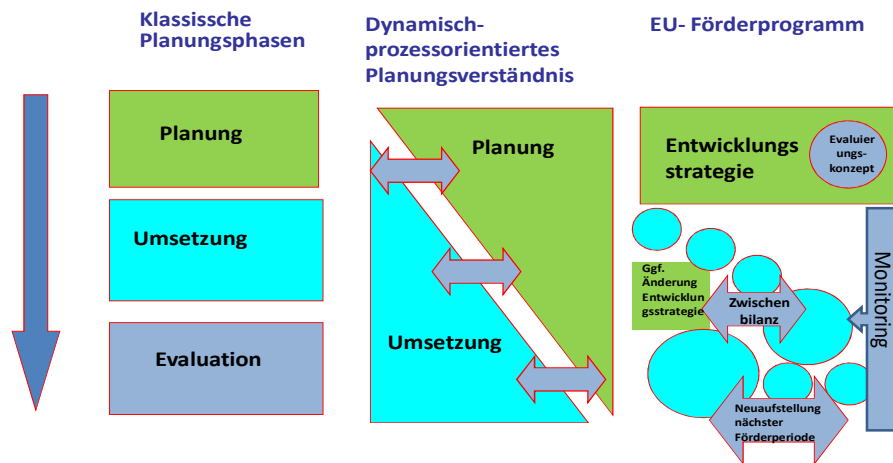 Klassische
Planungsphasen
Planung
Umsetzung
Evaluation
Dynamisch-
prozessorientiertes
Planungsverständnis
Planung
Umsetzung
EU- Förderprogramm
Entwicklungs
strategie
Evaluier
ungs-
konzept
Ggf.
Änderung
Entwicklun
gsstrategie
Zwischen
bilanz
Monitoring
Neuaufstellung
nächster
Förderperiode